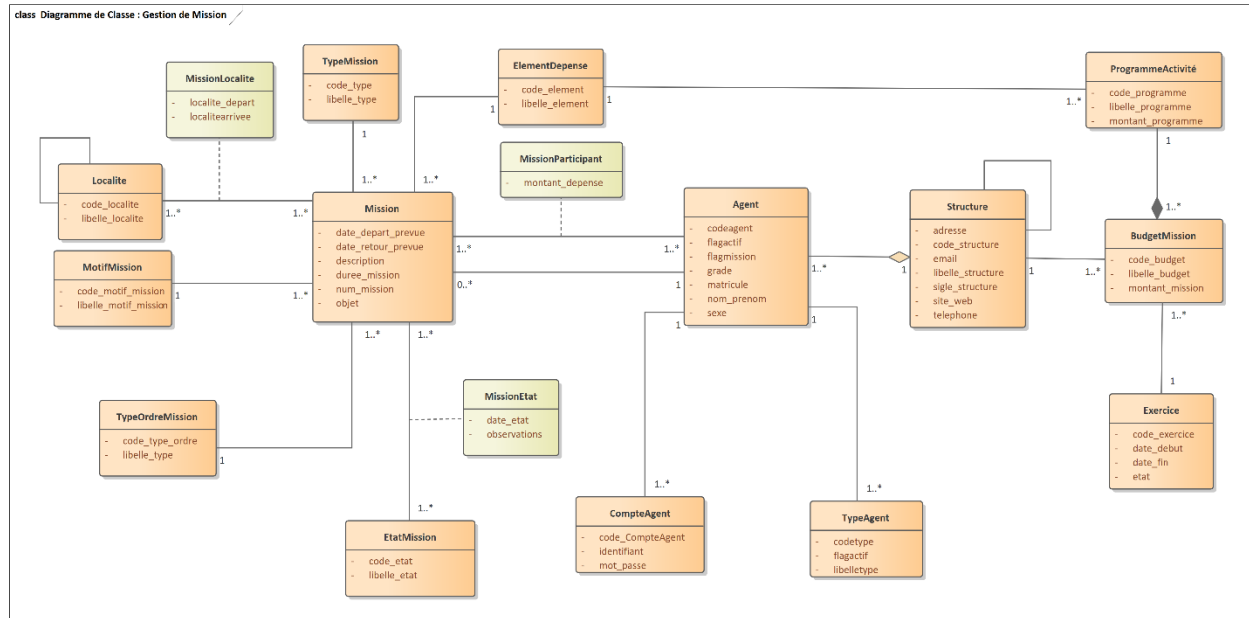 class Diagramme de Classe : Gestion de Mission
MissionLocalite
- localite_depart
- localitearrivee
TypeMission
- code_type
- libelle_type
ElementDepense
- code_element
- libelle_element
ProgrammeActivité
- code_programme
- libelle_programme
- montant_programme
1
1
1
1..*
1..*
1..*
1
MissionParticipant
- montant_depense
Localite
- code_localite
- libelle_localite
1..*
1..*
Mission
- date_depart_prevue
- date_retour_prevue
- description
- duree_mission
- num_mission
- objet
1..*
1..*
0..*
1
Agent
- codeagent
- flagactif
- flagmission
- grade
- matricule
- nom_prenom
- sexe
1..*
1
Structure
- adresse
- code_structure
- email
- libelle_structure
- sigle_structure
- site_web
- telephone
1
1..*
1..*
BudgetMission
- code_budget
- libelle_budget
- montant_mission
1..*
1
MotifMission
- code_motif_mission
- libelle_motif_mission
1
1..*
1..*
1..*
1
1
TypeOrdreMission
- code_type_ordre
- libelle_type
1
MissionEtat
- date_etat
- observations
Exercice
- code_exercice
- date_debut
- date_fin
- etat
1..*
1..*
1..*
EtatMission
- code_etat
- libelle_etat
CompteAgent
- code_CompteAgent
- identifiant
- mot_passe
TypeAgent
- codetype
- flagactif
- libelletype